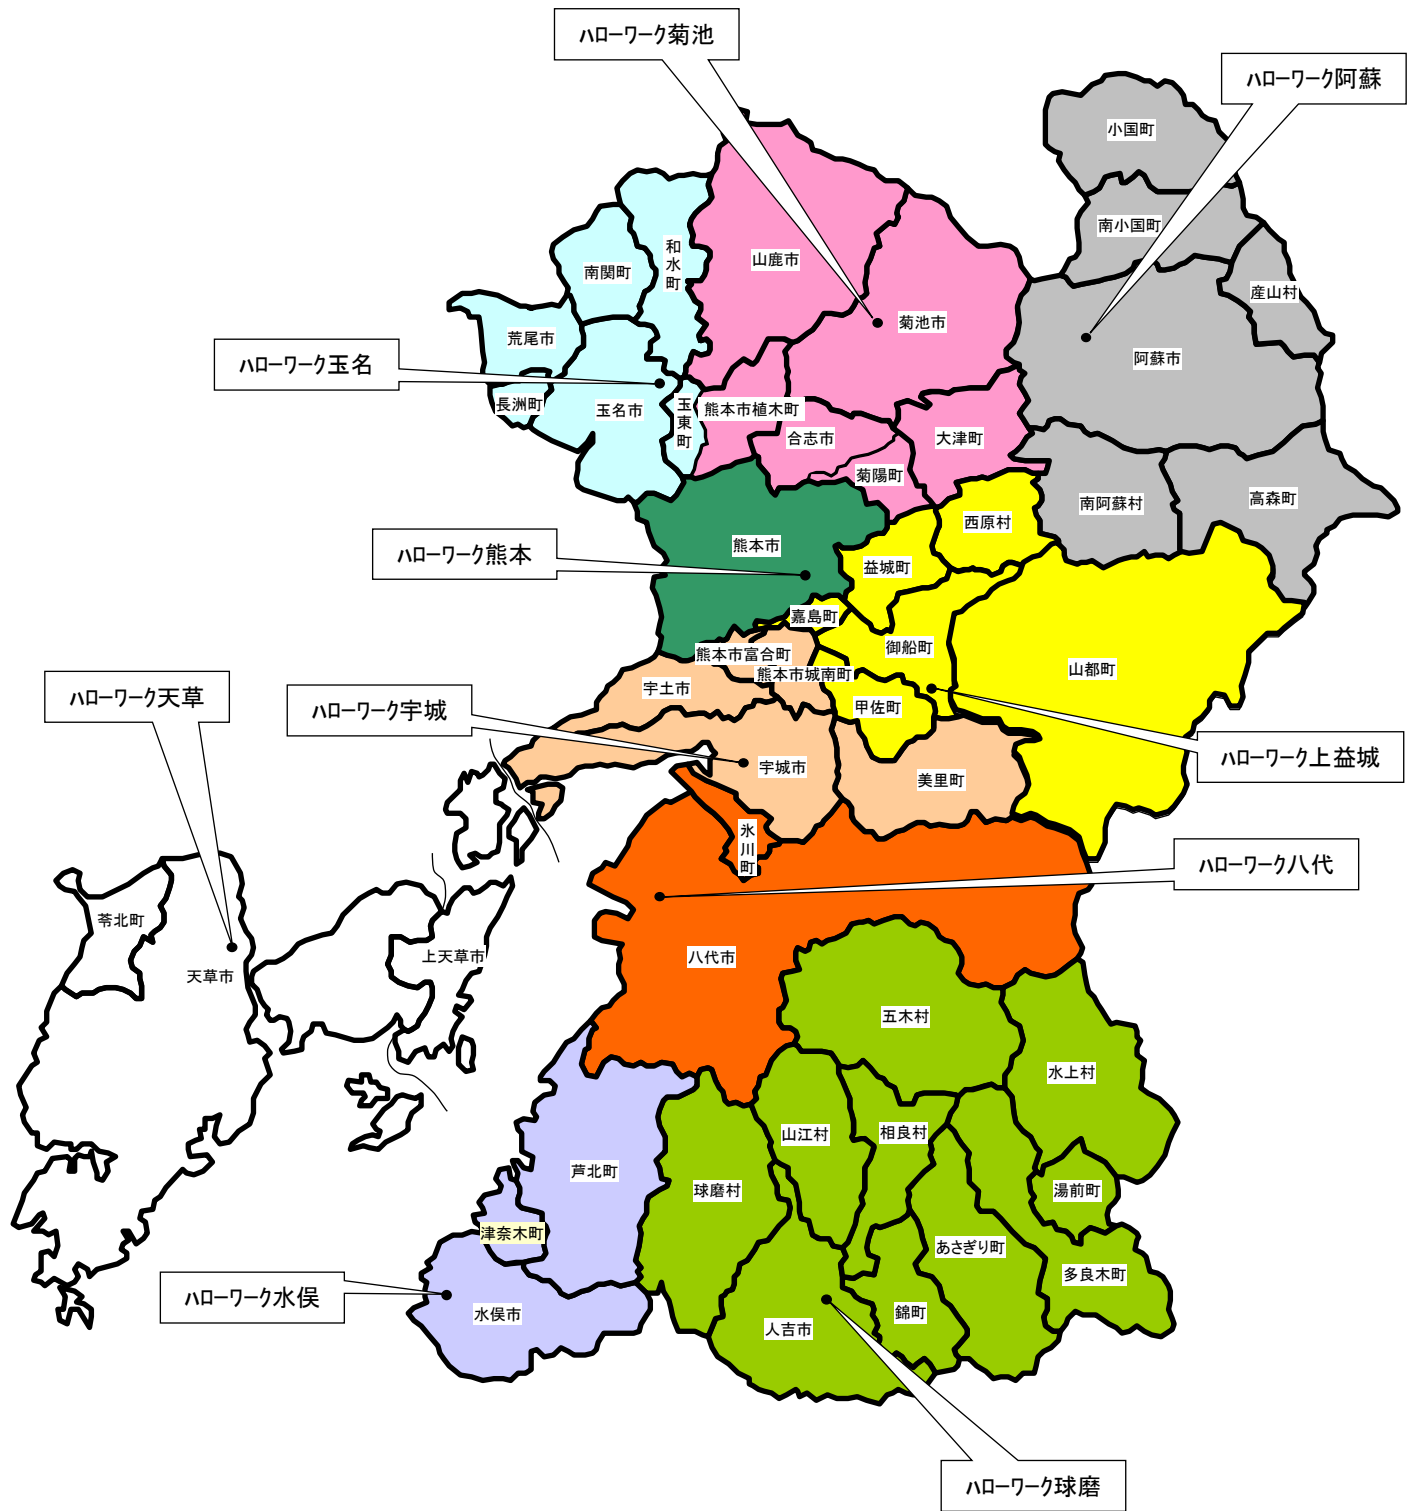 ﾊﾛｰﾜｰｸ菊池
ﾊﾛｰﾜｰｸ阿蘇
小国町
南小国町
和水町
山鹿市
南関町
産山村
菊池市
荒尾市
阿蘇市
ﾊﾛｰﾜｰｸ玉名
長洲町
玉名市
玉東町
熊本市植木町
合志市
大津町
菊陽町
南阿蘇村
高森町
西原村
ﾊﾛｰﾜｰｸ熊本
熊本市
益城町
嘉島町
御船町
熊本市富合町
山都町
熊本市城南町
ﾊﾛｰﾜｰｸ天草
宇土市
ﾊﾛｰﾜｰｸ宇城
甲佐町
ﾊﾛｰﾜｰｸ上益城
宇城市
美里町
氷川町
ﾊﾛｰﾜｰｸ八代
苓北町
上天草市
八代市
天草市
五木村
水上村
山江村
相良村
芦北町
球磨村
湯前町
津奈木町
あさぎり町
多良木町
ﾊﾛｰﾜｰｸ水俣
水俣市
錦町
人吉市
ﾊﾛｰﾜｰｸ球磨